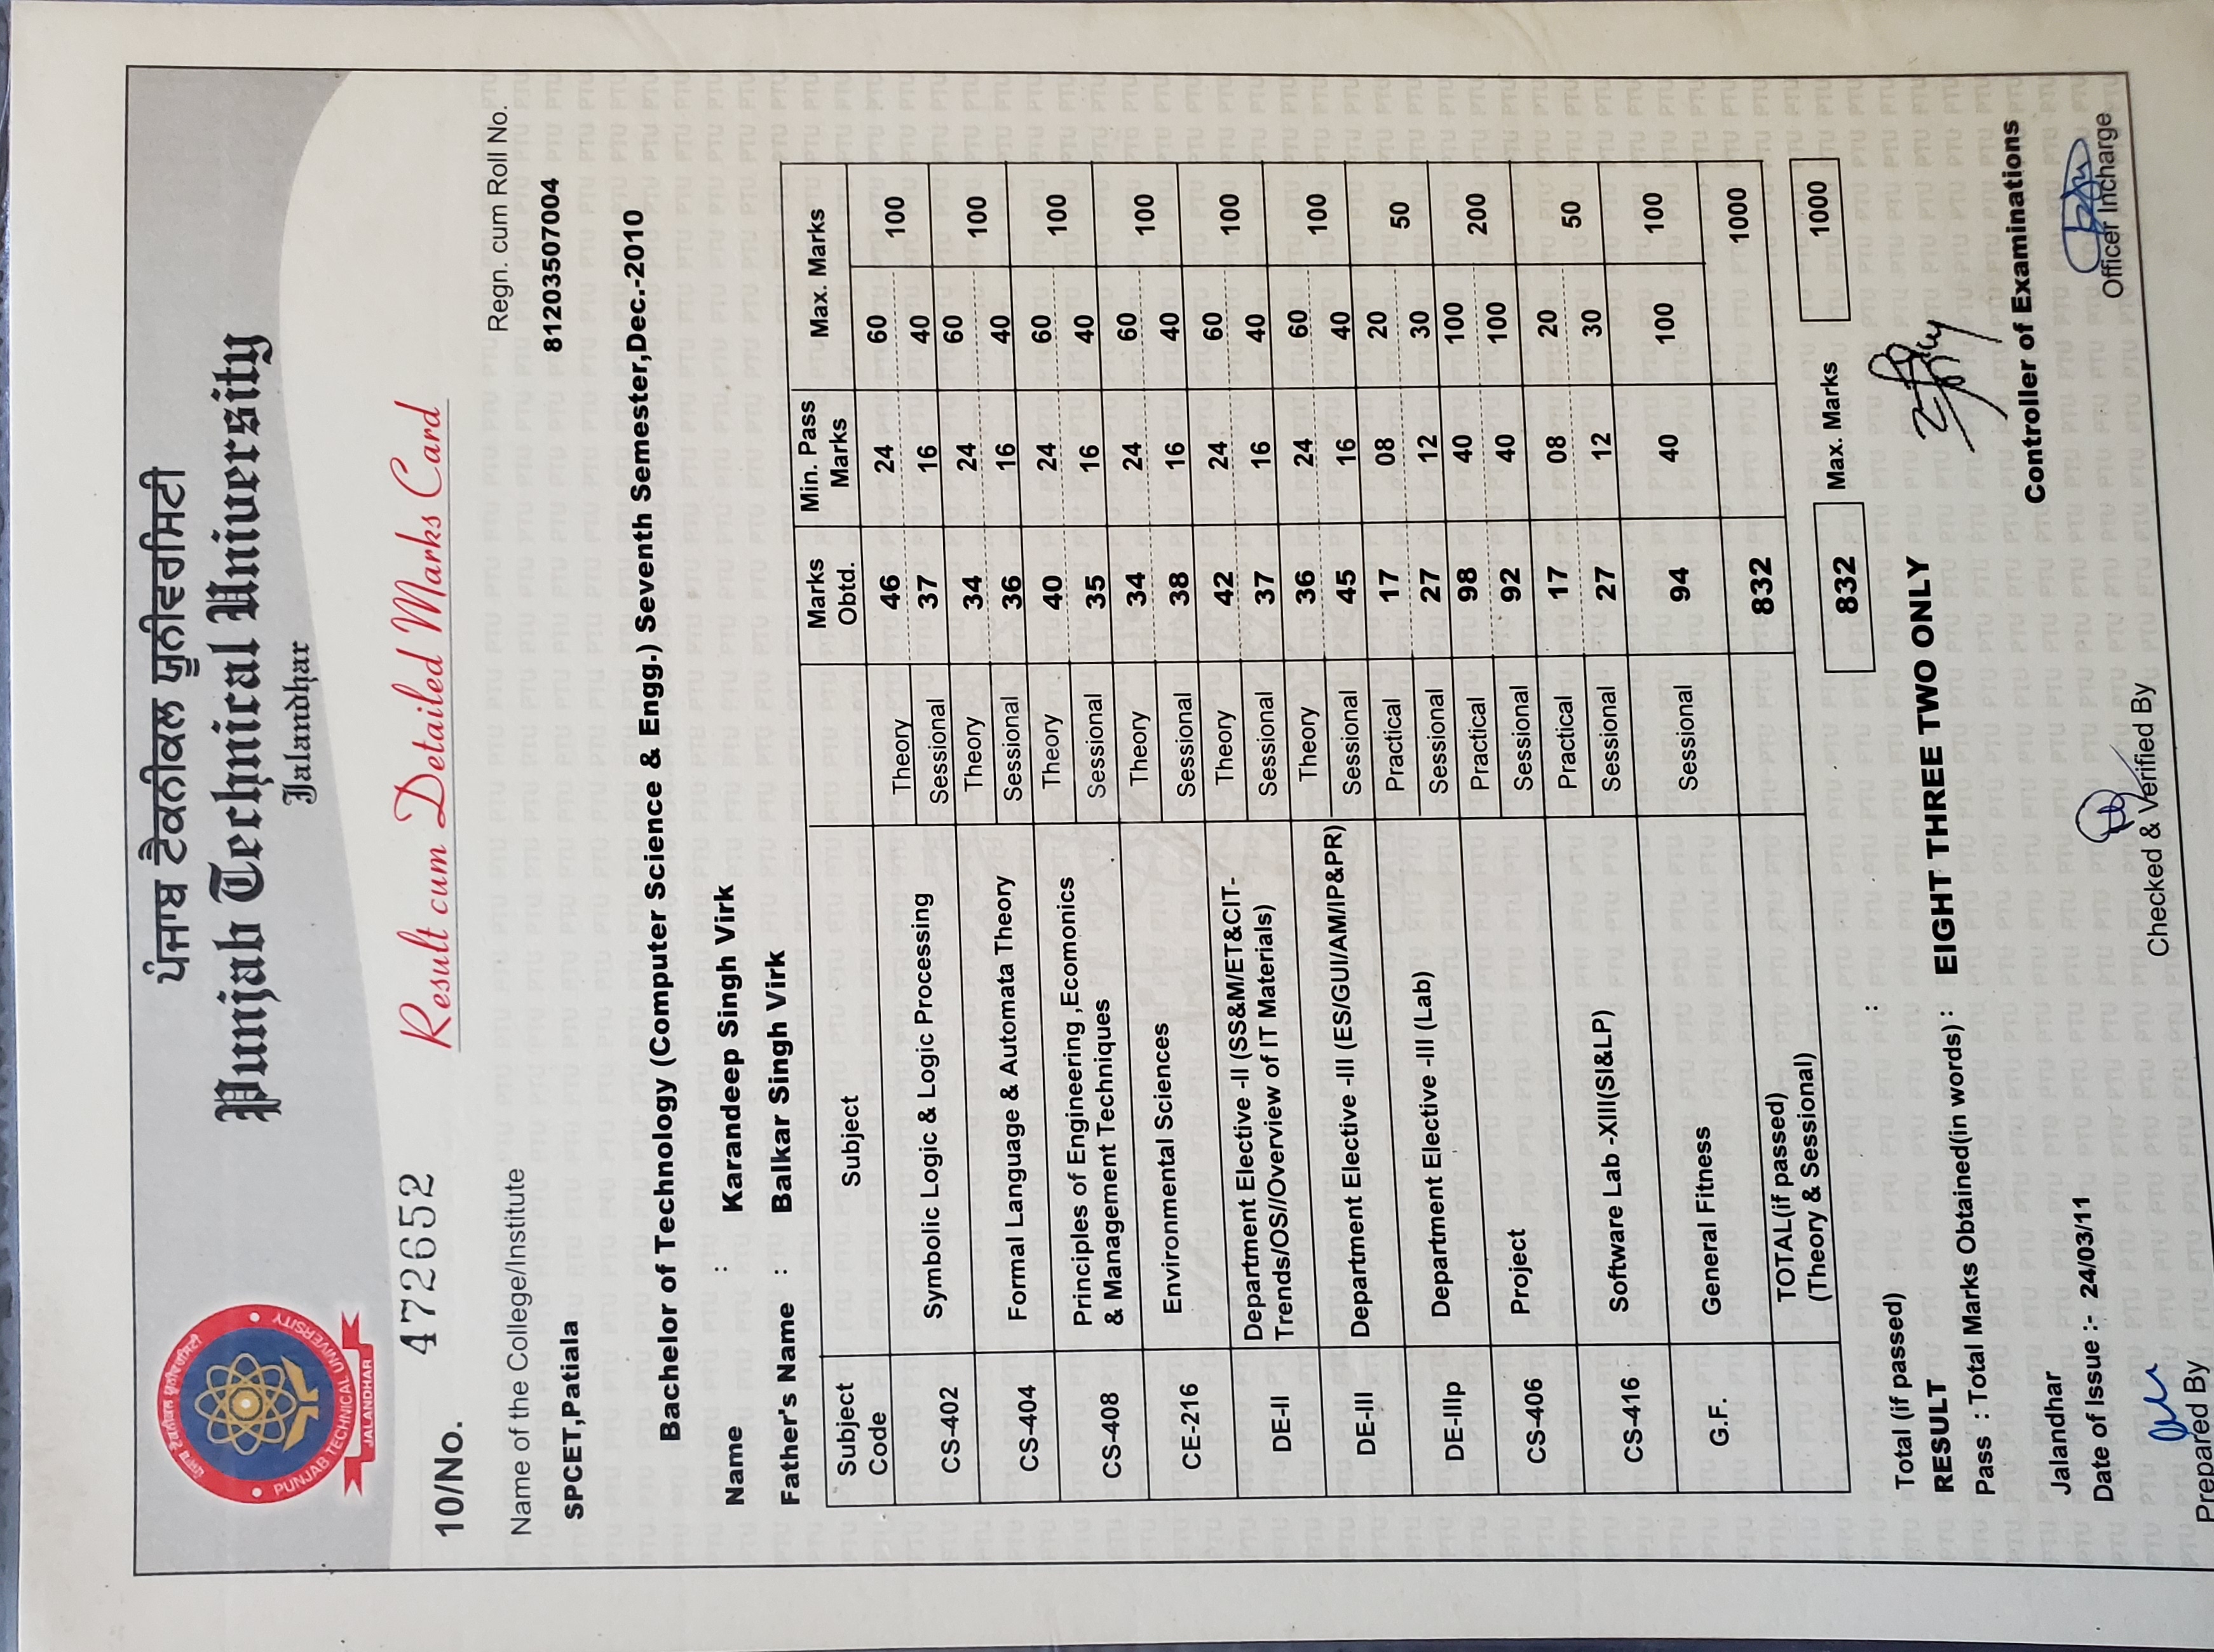 ਪੰਜਾਬ ਟੈਕਨੀਕਲ ਯੂਨੀਵਰਸਿਟੀ
Punjab Technical University
Jalandhar
ਪੰਜਾਬ ਟੈਕਨੀਕਲ ਯੂਨੀਵਰਸਿਟੀ
PUNJAB TECHNICAL UNIVERSITY
JALANDHAR
10/No. 472652
Result cum Detailed Marks Card
Name of the College/Institute Regn. cum Roll No.
SPCET,Patiala 81203507004
Bachelor of Technology (Computer Science & Engg.) Seventh Semester,Dec.-2010
Name : Karandeep Singh Virk
Father's Name : Balkar Singh Virk
Subject Code Subject Marks Obtd. Min. Pass Marks Max. Marks
CS-402 Symbolic Logic & Logic Processing Theory 46 24 60 100
Sessional 37 16 40
CS-404 Formal Language & Automata Theory Theory 34 24 60 100
Sessional 36 16 40
CS-408 Principles of Engineering ,Ecomonics Theory 40 24 60 100
& Management Techniques Sessional 35 16 40
CE-216 Environmental Sciences Theory 34 24 60 100
Sessional 38 16 40
DE-II Department Elective -II (SS&M/ET&CIT- Theory 42 24 60 100
Trends/OS//Overview of IT Materials) Sessional 37 16 40
DE-III Department Elective -III (ES/GUI/AM/IP&PR) Theory 36 24 60 100
Sessional 45 16 40
DE-IIIp Department Elective -III (Lab) Practical 17 08 20 50
Sessional 27 12 30
CS-406 Project Practical 98 40 100 200
Sessional 92 40 100
CS-416 Software Lab -XIII(SI&LP) Practical 17 08 20 50
Sessional 27 12 30
G.F. General Fitness Sessional 94 40 100 100
TOTAL(if passed) 832 1000
(Theory & Sessional)
Total (if passed) : 832 Max. Marks 1000
RESULT
Pass : Total Marks Obtained(in words) : EIGHT THREE TWO ONLY
Controller of Examinations
Jalandhar
Date of Issue :- 24/03/11
Officer Incharge
Checked & Verified By
Prepared By